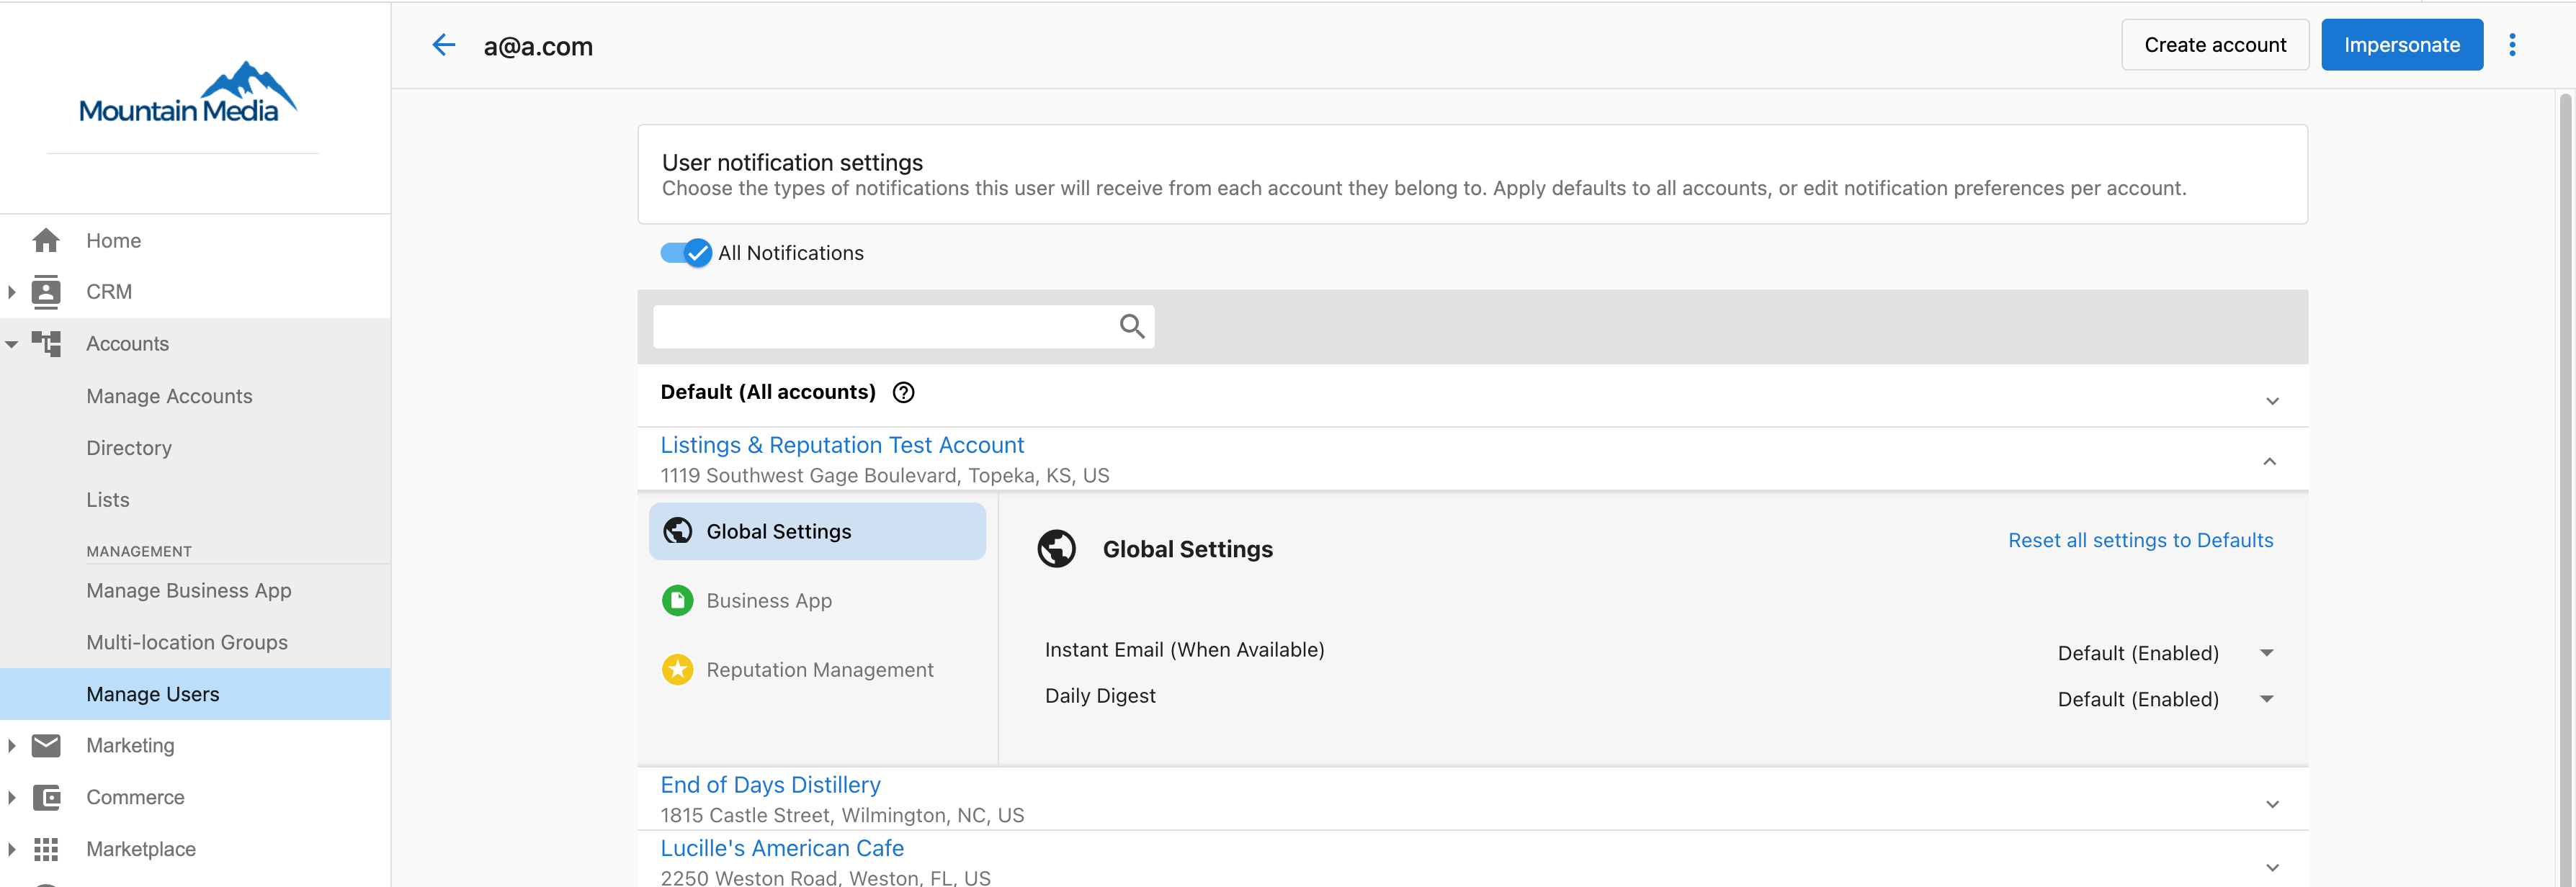 Mountain Media
Home
CRM
Accounts
Manage Accounts
Directory
Lists
MANAGEMENT
Manage Business App
Multi-location Groups
Manage Users
Marketing
Commerce
Marketplace
a@a.com
Create account
Impersonate
User notification settings
Choose the types of notifications this user will receive from each account they belong to. Apply defaults to all accounts, or edit notification preferences per account.
All Notifications
Default (All accounts)
Listings & Reputation Test Account
1119 Southwest Gage Boulevard, Topeka, KS, US
Global Settings
Business App
Reputation Management
Global Settings
Reset all settings to Defaults
Instant Email (When Available)
Default (Enabled)
Daily Digest
Default (Enabled)
End of Days Distillery
1815 Castle Street, Wilmington, NC, US
Lucille's American Cafe
2250 Weston Road, Weston, FL, US